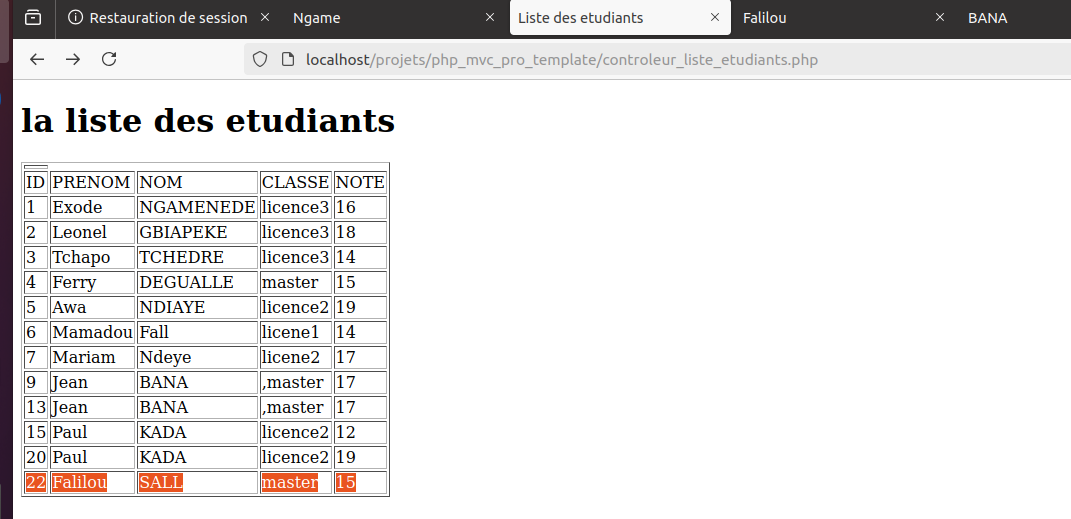 Restauration de session Ngame Liste des etudiants Falilou BANA
localhost/projets/php_mvc_pro_template/controleur_liste_etudiants.php
la liste des etudiants
ID PRENOM NOM CLASSE NOTE
1 Exode NGAMENEDE licence3 16
2 Leonel GBIAPEKE licence3 18
3 Tchapo TCHEDRE licence3 14
4 Ferry DEGUALLE master 15
5 Awa NDIAYE licence2 19
6 Mamadou Fall licene1 14
7 Mariam Ndeye licene2 17
9 Jean BANA ,master 17
13 Jean BANA ,master 17
15 Paul KADA licence2 12
20 Paul KADA licence2 19
22 Falilou SALL master 15